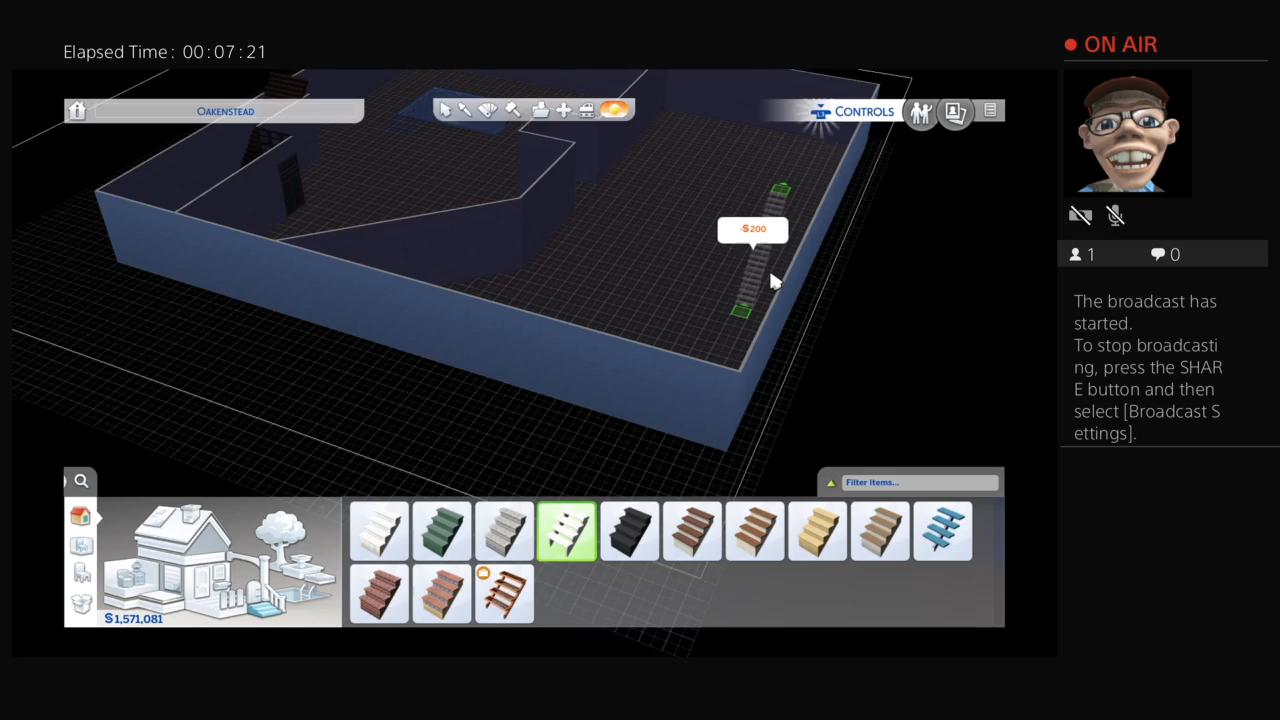 Elapsed Time: 00:07:21
ON AIR
OAKENSTEAD
CONTROLS
-§200
1
0
The broadcast has
started.
To stop broadcasti
ng, press the SHAR
E button and then
select [Broadcast S
ettings].
Filter Items...
§1,571,081